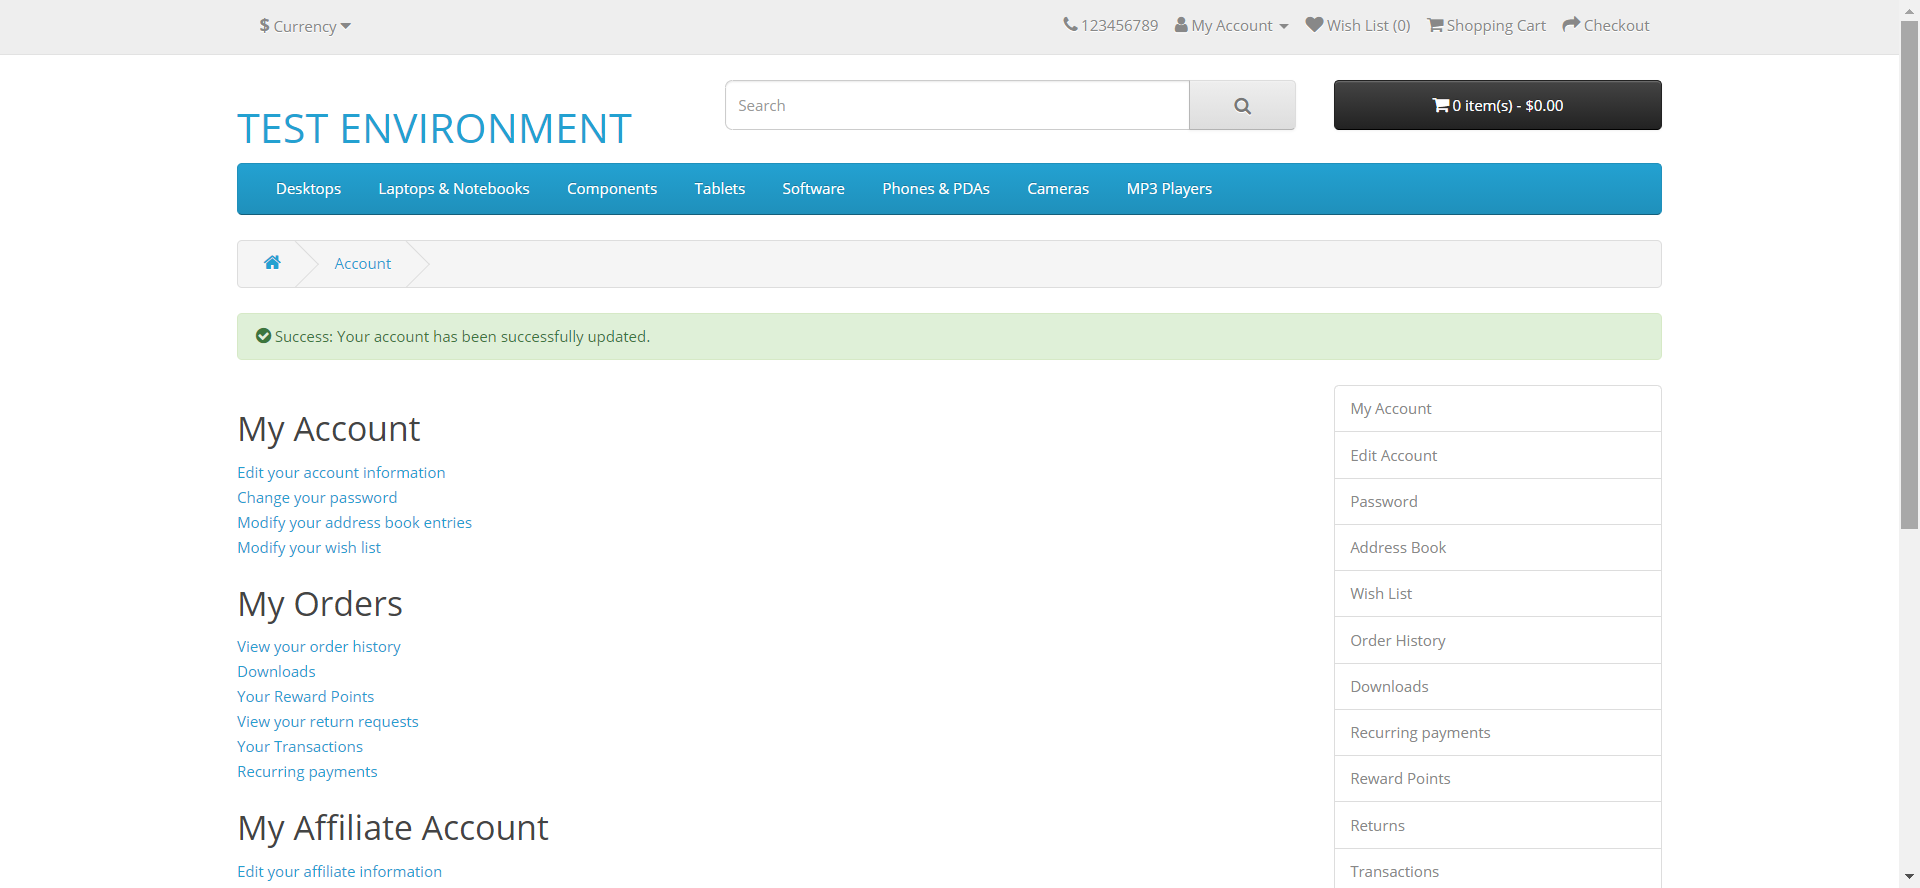 $ Currency
123456789 My Account Wish List (0) Shopping Cart Checkout
TEST ENVIRONMENT
Search
0 item(s) - $0.00
Desktops Laptops & Notebooks Components Tablets Software Phones & PDAs Cameras MP3 Players
Account
Success: Your account has been successfully updated.
My Account
Edit your account information
Change your password
Modify your address book entries
Modify your wish list
My Orders
View your order history
Downloads
Your Reward Points
View your return requests
Your Transactions
Recurring payments
My Affiliate Account
Edit your affiliate information
My Account
Edit Account
Password
Address Book
Wish List
Order History
Downloads
Recurring payments
Reward Points
Returns
Transactions